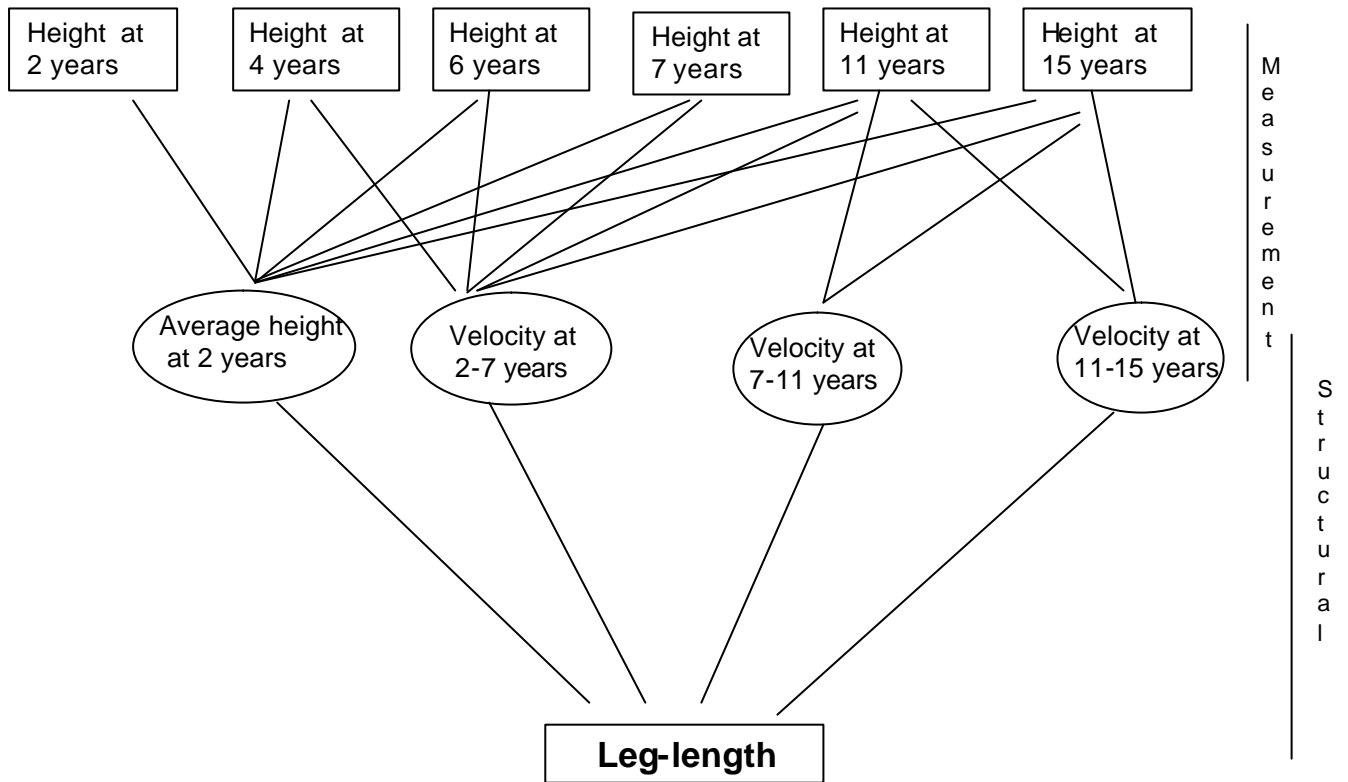 Height at
2 years
Height at
4 years
Height at
6 years
Height at
7 years
Height at
11 years
Height at
15 years
Measurement
Average height
at 2 years
Velocity at
2-7 years
Velocity at
7-11 years
Velocity at
11-15 years
Structural
Leg-length